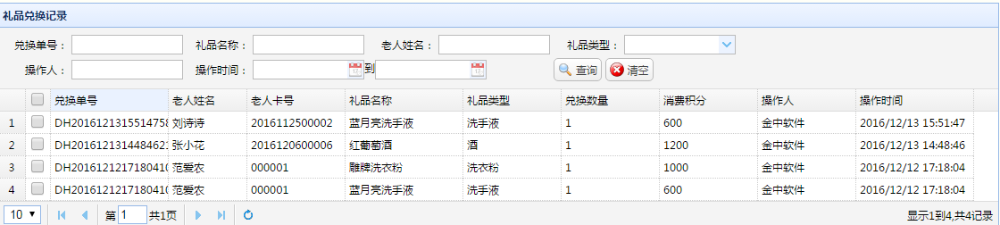 礼品兑换记录
兑换单号： 礼品名称： 老人姓名： 礼品类型：
操作人： 操作时间： 到 查询 清空
兑换单号 老人姓名 老人卡号 礼品名称 礼品类型 兑换数量 消费积分 操作人 操作时间
1 DH2016121315514758 刘诗诗 2016112500002 蓝月亮洗手液 洗手液 1 600 金中软件 2016/12/13 15:51:47
2 DH2016121314484621 张小花 2016120600006 红葡萄酒 酒 1 1200 金中软件 2016/12/13 14:48:46
3 DH2016121217180410 范爱农 000001 雕牌洗衣粉 洗衣粉 1 1000 金中软件 2016/12/12 17:18:04
4 DH2016121217180410 范爱农 000001 蓝月亮洗手液 洗手液 1 600 金中软件 2016/12/12 17:18:04
10 第 1 共1页 显示1到4,共4记录